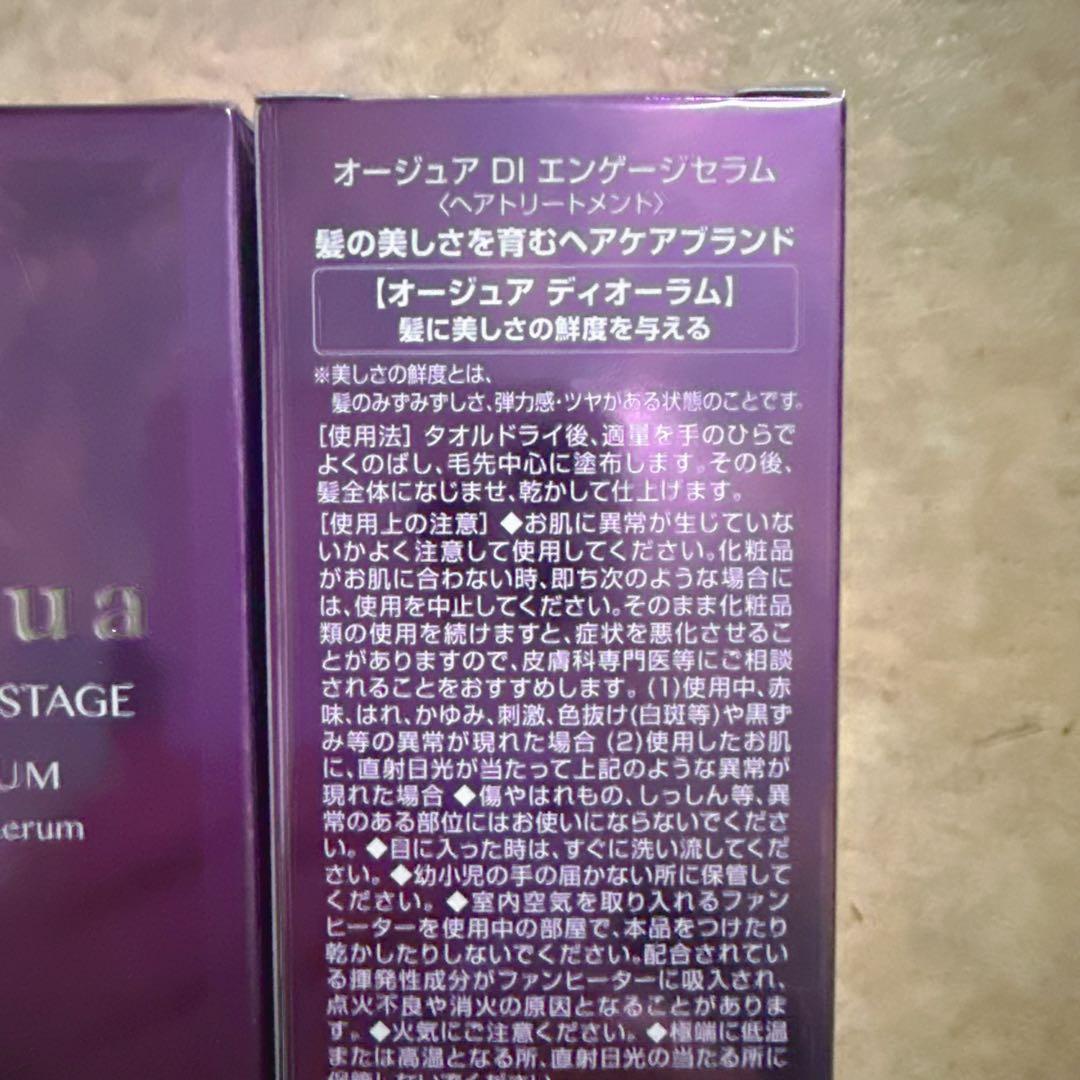 ua
STAGE
UM
serum
オージュア DI エンゲージセラム
〈ヘアトリートメント〉
髪の美しさを育むヘアケアブランド
【オージュア ディオーラム】
髪に美しさの鮮度を与える
※美しさの鮮度とは、
髪のみずみずしさ、弾力感・ツヤがある状態のことです。
[使用法] タオルドライ後、適量を手のひらで
よくのばし、毛先中心に塗布します。その後、
髪全体になじませ、乾かして仕上げます。
[使用上の注意] ◆お肌に異常が生じていな
いかよく注意して使用してください。化粧品
がお肌に合わない時、即ち次のような場合に
は、使用を中止してください。そのまま化粧品
類の使用を続けますと、症状を悪化させるこ
とがありますので、皮膚科専門医等にご相談
されることをおすすめします。(1)使用中、赤
味、はれ、かゆみ、刺激、色抜け(白斑等)や黒ず
み等の異常が現れた場合 (2)使用したお肌
に、直射日光が当たって上記のような異常が
現れた場合 ◆傷やはれもの、しっしん等、異
常のある部位にはお使いにならないでくださ
い。◆目に入った時は、すぐに洗い流してくだ
さい。◆幼小児の手の届かない所に保管して
ください。◆室内空気を取り入れるファン
ヒーターを使用中の部屋で、本品をつけたり
乾かしたりしないでください。配合されてい
る揮発性成分がファンヒーターに吸入され、
点火不良や消火の原因となることがありま
す。◆火気にご注意ください。◆極端に低温
または高温となる所、直射日光の当たる所に
保管しないでください。